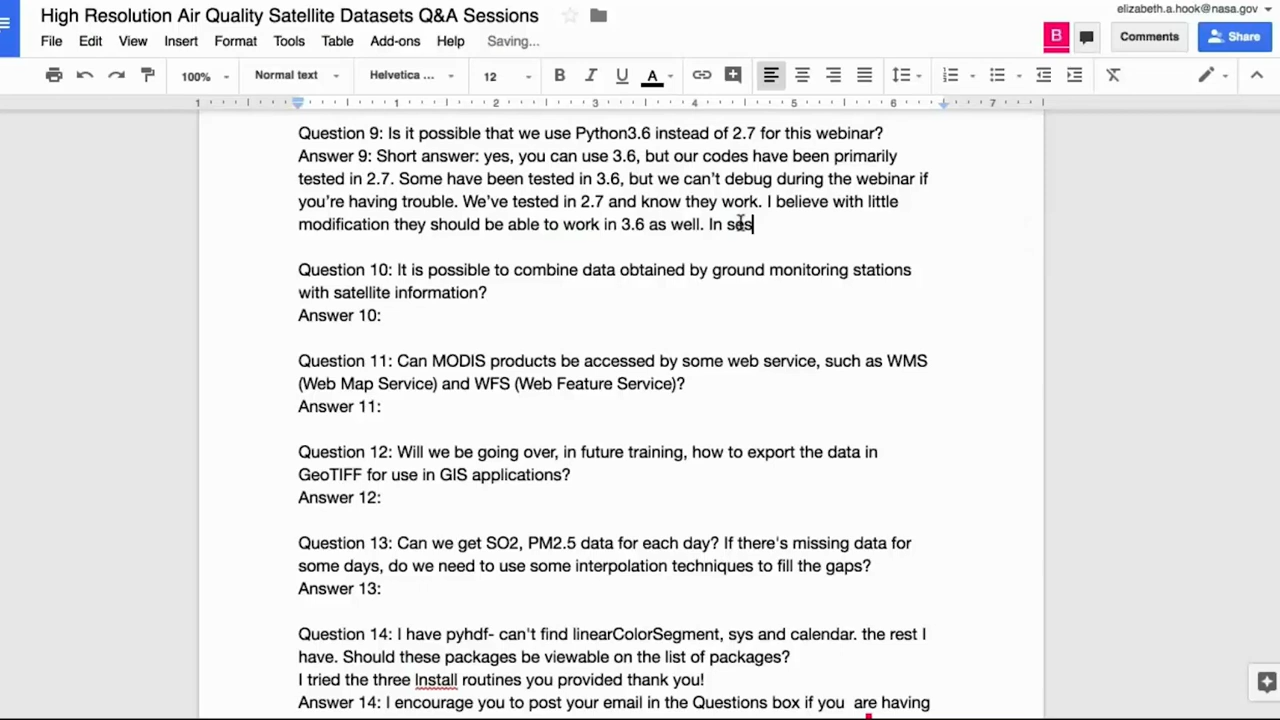 High Resolution Air Quality Satellite Datasets Q&A Sessions
elizabeth.a.hook@nasa.gov
File Edit View Insert Format Tools Table Add-ons Help Saving...
B Comments Share
100% Normal text Helvetica ... 12 B I U A
1 1 2 3 4 5 6 7
Question 9: Is it possible that we use Python3.6 instead of 2.7 for this webinar?
Answer 9: Short answer: yes, you can use 3.6, but our codes have been primarily
tested in 2.7. Some have been tested in 3.6, but we can’t debug during the webinar if
you’re having trouble. We’ve tested in 2.7 and know they work. I believe with little
modification they should be able to work in 3.6 as well. In ses
Question 10: It is possible to combine data obtained by ground monitoring stations
with satellite information?
Answer 10:
Question 11: Can MODIS products be accessed by some web service, such as WMS
(Web Map Service) and WFS (Web Feature Service)?
Answer 11:
Question 12: Will we be going over, in future training, how to export the data in
GeoTIFF for use in GIS applications?
Answer 12:
Question 13: Can we get SO2, PM2.5 data for each day? If there's missing data for
some days, do we need to use some interpolation techniques to fill the gaps?
Answer 13:
Question 14: I have pyhdf- can't find linearColorSegment, sys and calendar. the rest I
have. Should these packages be viewable on the list of packages?
I tried the three Install routines you provided thank you!
Answer 14: I encourage you to post your email in the Questions box if you  are having